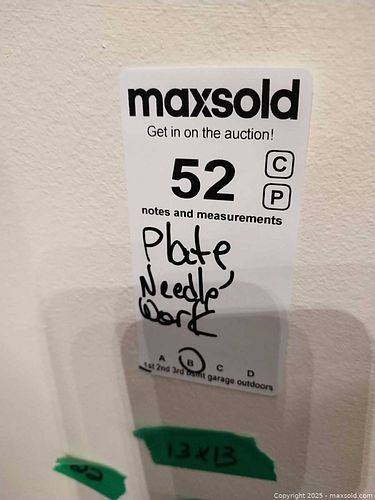 maxsold
Get in on the auction!
52
C
P
notes and measurements
Plate
Needle
Work
A B C D
1st 2nd 3rd bsmt garage outdoors
13x13
Copyright 2025 - maxsold.com